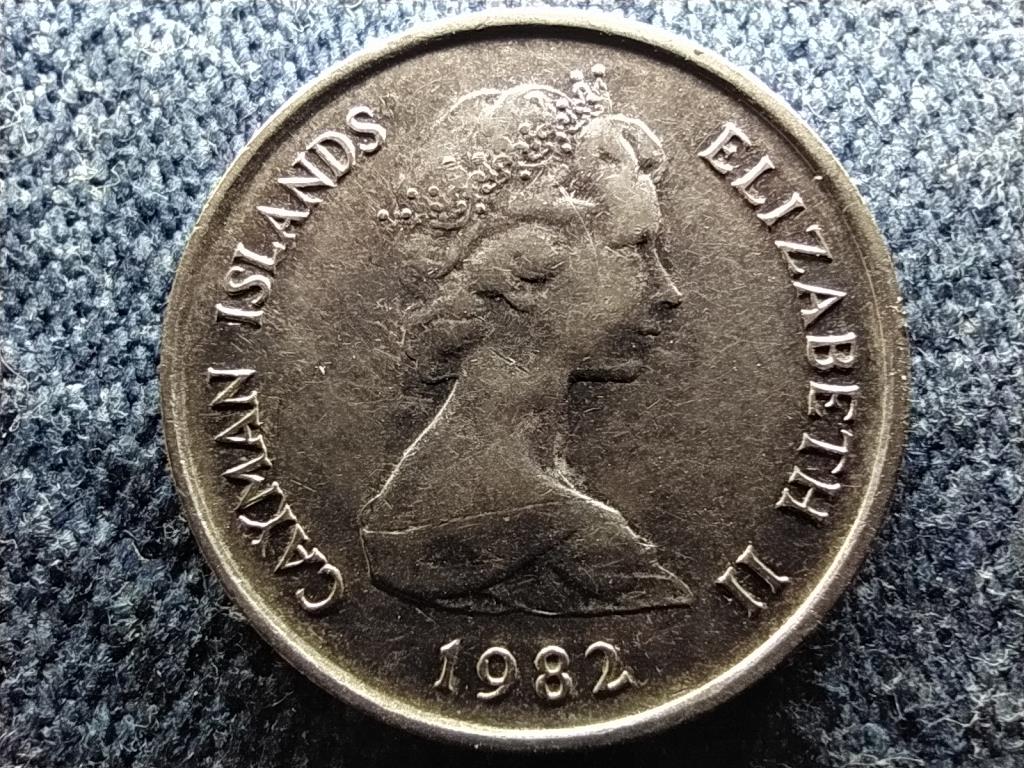 CAYMAN ISLANDS
ELIZABETH II
1982